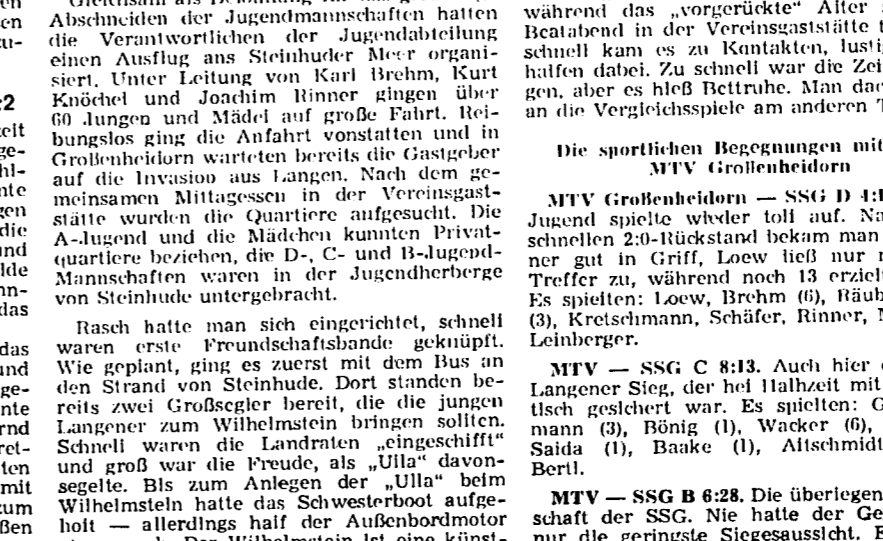 Abschneiden der Jugendmannschaften hatten
die Verantwortlichen der Jugendabteilung
einen Ausflug ans Steinhuder Meer organi-
siert. Unter Leitung von Karl Brehm, Kurt
Knöchel und Joachim Rinner gingen über
60 Jungen und Mädel auf große Fahrt. Rei-
bungslos ging die Anfahrt vonstatten und in
Großenheidorn warteten bereits die Gastgeber
auf die Invasion aus Langen. Nach dem ge-
meinsamen Mittagessen in der Vereinsgast-
stätte wurden die Quartiere aufgesucht. Die
A-Jugend und die Mädchen kunnten Privat-
quartiere beziehen, die D-, C- und B-Jugend-
Mannschaften waren in der Jugendherberge
von Steinhude untergebracht.
Rasch hatte man sich eingerichtet, schnell
waren erste Freundschaftsbande geknüpft.
Wie geplant, ging es zuerst mit dem Bus an
den Strand von Steinhude. Dort standen be-
reits zwei Großsegler bereit, die die jungen
Langener zum Wilhelmstein bringen sollten.
Schnell waren die Landraten „eingeschifft“
und groß war die Freude, als „Ulla“ davon-
segelte. Bis zum Anlegen der „Ulla“ beim
Wilhelmstein hatte das Schwesterboot aufge-
holt — allerdings half der Außenbordmotor
Der Wilhelmstein ist eine künst-
während das „vorgerückte“ Alter
Beatabend in der Vereinsgaststätte
schnell kam es zu Kontakten, lusti
halfen dabei. Zu schnell war die Zei
gen, aber es hieß Bettruhe. Man da
an die Vergleichsspiele am anderen T
Die sportlichen Begegnungen mit
MTV Großenheidorn
MTV Großenheidorn — SSG D 4:1
Jugend spielte wieder toll auf. Na
schnellen 2:0-Rückstand bekam man
ner gut in Griff, Loew ließ nur
Treffer zu, während noch 13 erziel
Es spielten: Loew, Brehm (6), Räub
(3), Kretschmann, Schäfer, Rinner,
Leinberger.
MTV — SSG C 8:13. Auch hier
Langener Sieg, der bei Halbzeit mit
tisch gesichert war. Es spielten: G
mann (3), Bönig (1), Wacker (6),
Saida (1), Baake (1), Altschmidt
Bertl.
MTV — SSG B 6:28. Die überlegen
schaft der SSG. Nie hatte der Ge
nur die geringste Siegesaussicht. E